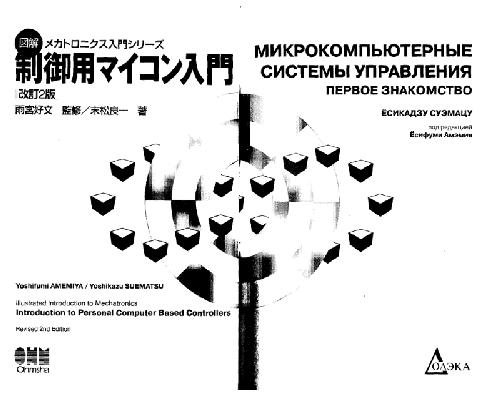 図解 メカトロニクス入門シリーズ
制御用マイコン入門
改訂2版
雨宮好文 監修／末松良一 著
Yoshifumi AMEMIYA / Yoshikazu SUEMATSU
Illustrated Introduction to Mechatronics
Introduction to Personal Computer Based Controllers
Revised 2nd Edition
OHM
Ohmsha
МИКРОКОМПЬЮТЕРНЫЕ
СИСТЕМЫ УПРАВЛЕНИЯ
ПЕРВОЕ ЗНАКОМСТВО
ЁСИКАДЗУ СУЭМАЦУ
под редакцией
Ёсифуми Амэмия
ДОДЭКА